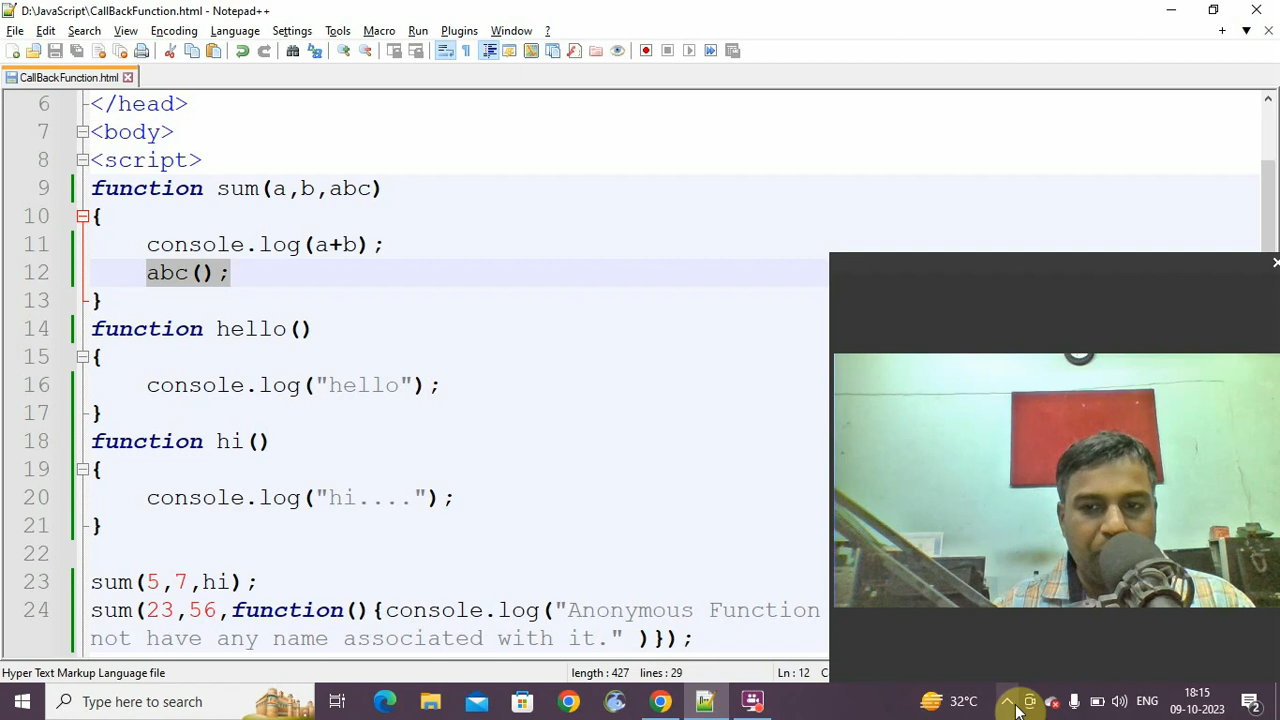 D:\JavaScript\CallBackFunction.html - Notepad++
File Edit Search View Encoding Language Settings Tools Macro Run Plugins Window ?
CallBackFunction.html
6 </head>
7 <body>
8 <script>
9 function sum(a,b,abc)
10 {
11 console.log(a+b);
12 abc();
13 }
14 function hello()
15 {
16 console.log("hello");
17 }
18 function hi()
19 {
20 console.log("hi....");
21 }
22
23 sum(5,7,hi);
24 sum(23,56,function(){console.log("Anonymous Function
not have any name associated with it." )});
Hyper Text Markup Language file length : 427 lines : 29 Ln : 12 C
Type here to search 32°C ENG 18:15
09-10-2023 2